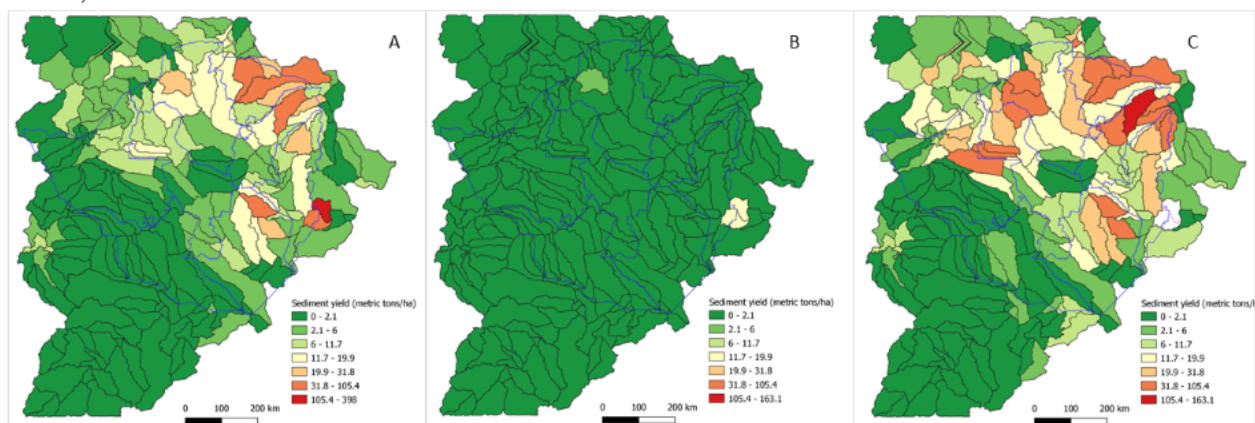 A
B
C
Sediment yield (metric tons/ha)
0 - 2.1
2.1 - 6
6 - 11.7
11.7 - 19.9
19.9 - 31.8
31.8 - 105.4
105.4 - 398
0 100 200 km
Sediment yield (metric tons/ha)
0 - 2.1
2.1 - 6
6 - 11.7
11.7 - 19.9
19.9 - 31.8
31.8 - 105.4
105.4 - 163.1
0 100 200 km
Sediment yield (metric tons/
0 - 2.1
2.1 - 6
6 - 11.7
11.7 - 19.9
19.9 - 31.8
31.8 - 105.4
105.4 - 163.1
0 100 200 km